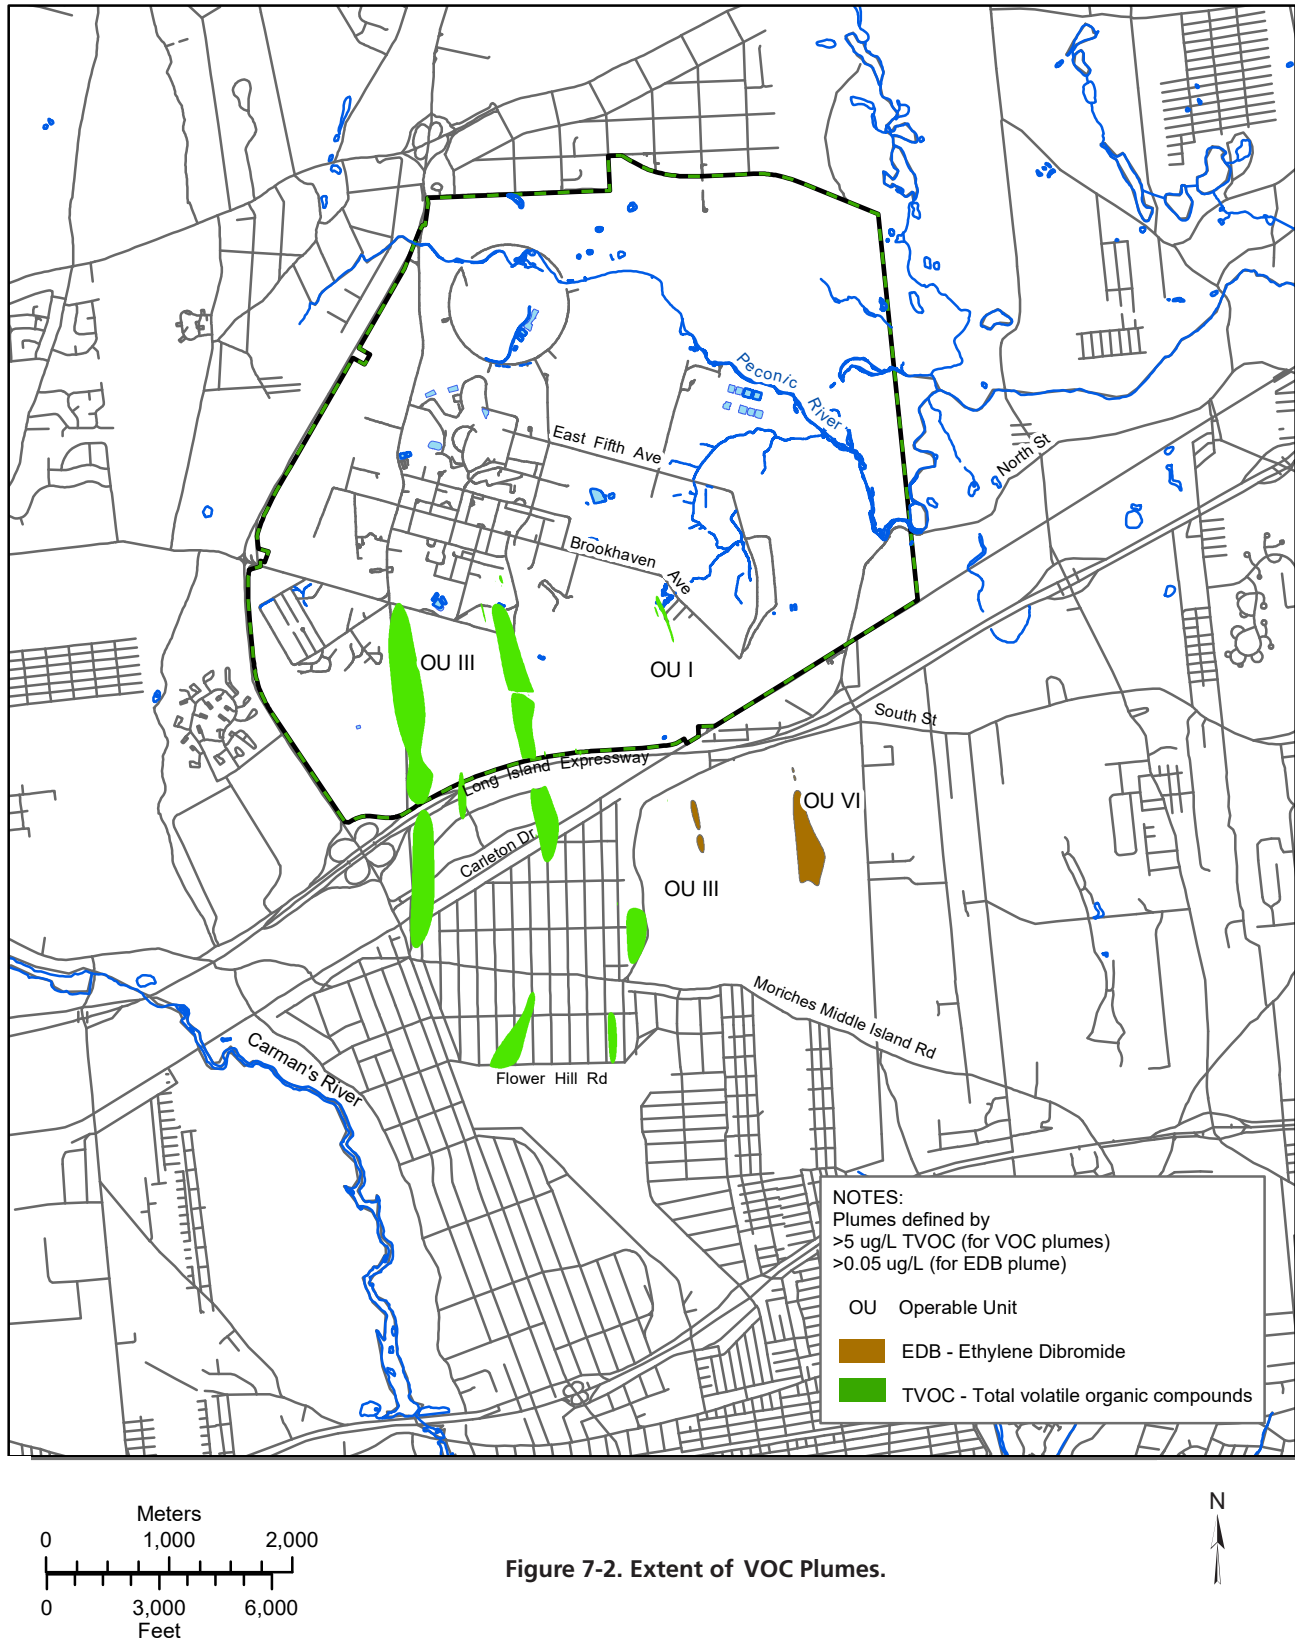 Peconic River
East Fifth Ave
North St
Brookhaven Ave
OU III
OU I
South St
Long Island Expressway
OU VI
Carleton Dr
OU III
Moriches Middle Island Rd
Carman's River
Flower Hill Rd
NOTES:
Plumes defined by
>5 ug/L TVOC (for VOC plumes)
>0.05 ug/L (for EDB plume)
OU Operable Unit
EDB - Ethylene Dibromide
TVOC - Total volatile organic compounds
Meters
0 1,000 2,000
0 3,000 6,000
Feet
Figure 7-2. Extent of VOC Plumes.
N